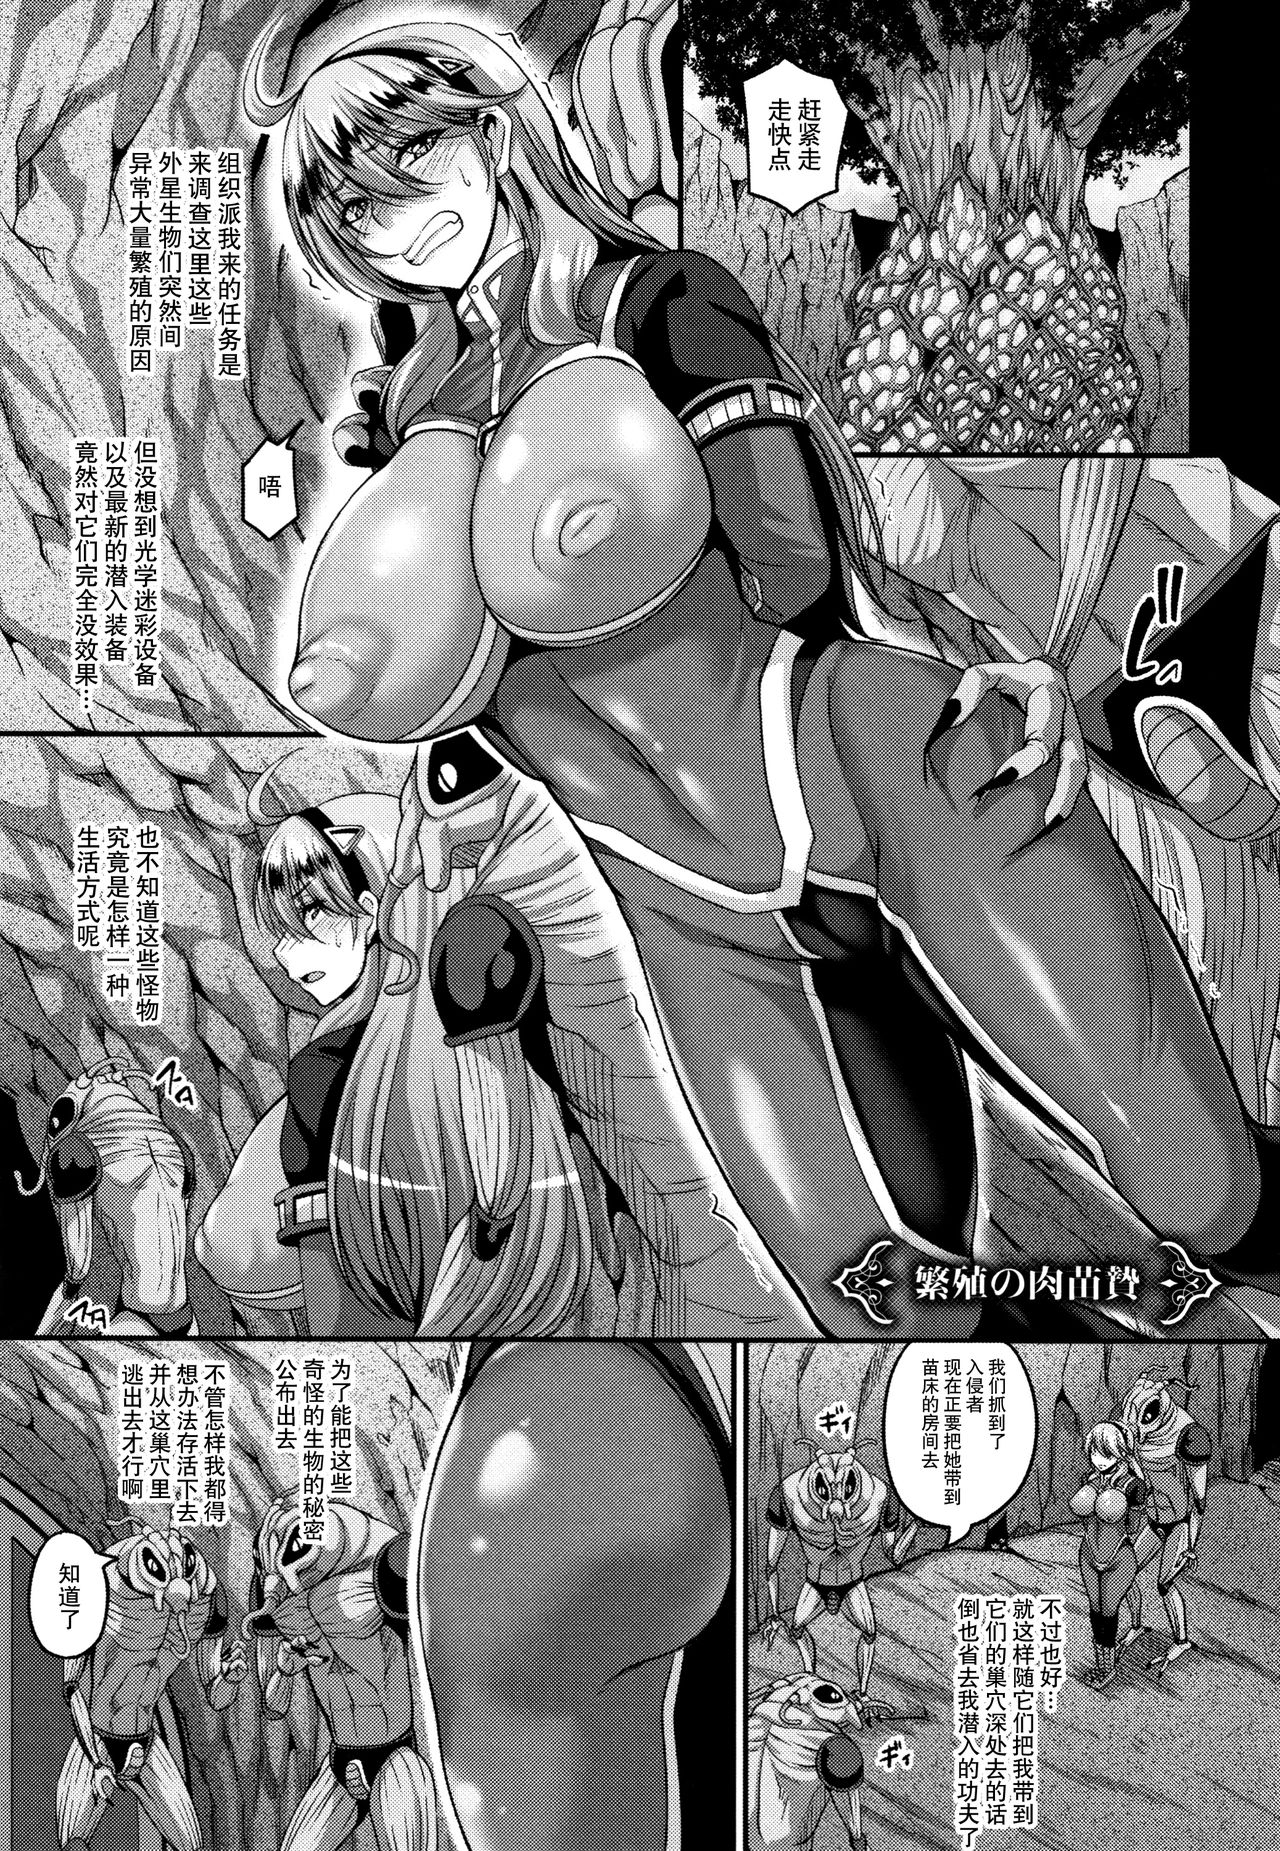 赶紧走
走快点
组织派我来的任务是
来调查这里这些
外星生物们突然间
异常大量繁殖的原因
唔
但没想到光学迷彩设备
以及最新的潜入装备
竟然对它们完全没效果…
也不知道这些怪物
究竟是怎样一种
生活方式呢
繁殖の肉苗贄
我们抓到了
入侵者
现在正要把她带到
苗床的房间去
ギィ
不过也好…
就这样随它们把我带到
它们的巢穴深处去的话
倒也省去我潜入的功夫了
ギィ
为了能把这些
奇怪的生物的秘密
公布出去
不管怎样我都得
想办法存活下去
并从这巢穴里
逃出去才行啊
知道了